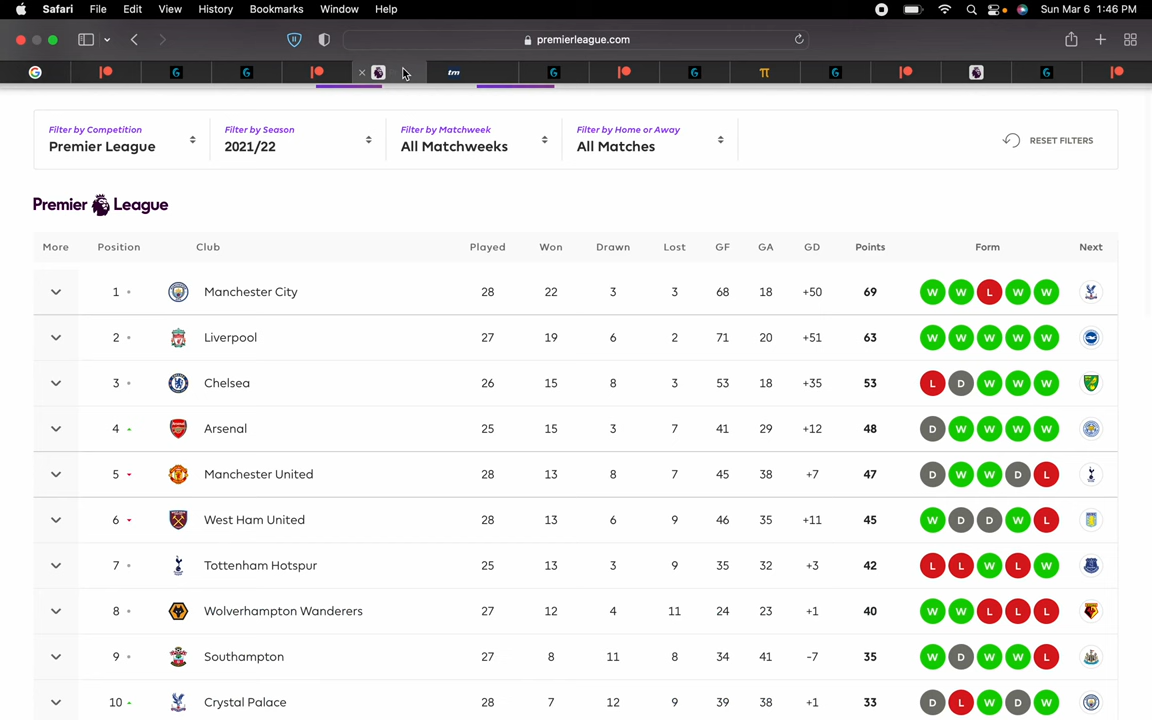 Safari File Edit View History Bookmarks Window Help Sun Mar 6 1:46 PM
premierleague.com
G G G tm G G π G G
Filter by Competition Filter by Season Filter by Matchweek Filter by Home or Away
Premier League 2021/22 All Matchweeks All Matches RESET FILTERS
Premier League
More Position Club Played Won Drawn Lost GF GA GD Points Form Next
1 Manchester City 28 22 3 3 68 18 +50 69 W W L W W
2 Liverpool 27 19 6 2 71 20 +51 63 W W W W W
3 Chelsea 26 15 8 3 53 18 +35 53 L D W W W
4 Arsenal 25 15 3 7 41 29 +12 48 D W W W W
5 Manchester United 28 13 8 7 45 38 +7 47 D W W D L
6 West Ham United 28 13 6 9 46 35 +11 45 W D D W L
7 Tottenham Hotspur 25 13 3 9 35 32 +3 42 L L W L W
8 Wolverhampton Wanderers 27 12 4 11 24 23 +1 40 W W L L L
9 Southampton 27 8 11 8 34 41 -7 35 W D W W L
10 Crystal Palace 28 7 12 9 39 38 +1 33 D L W D W